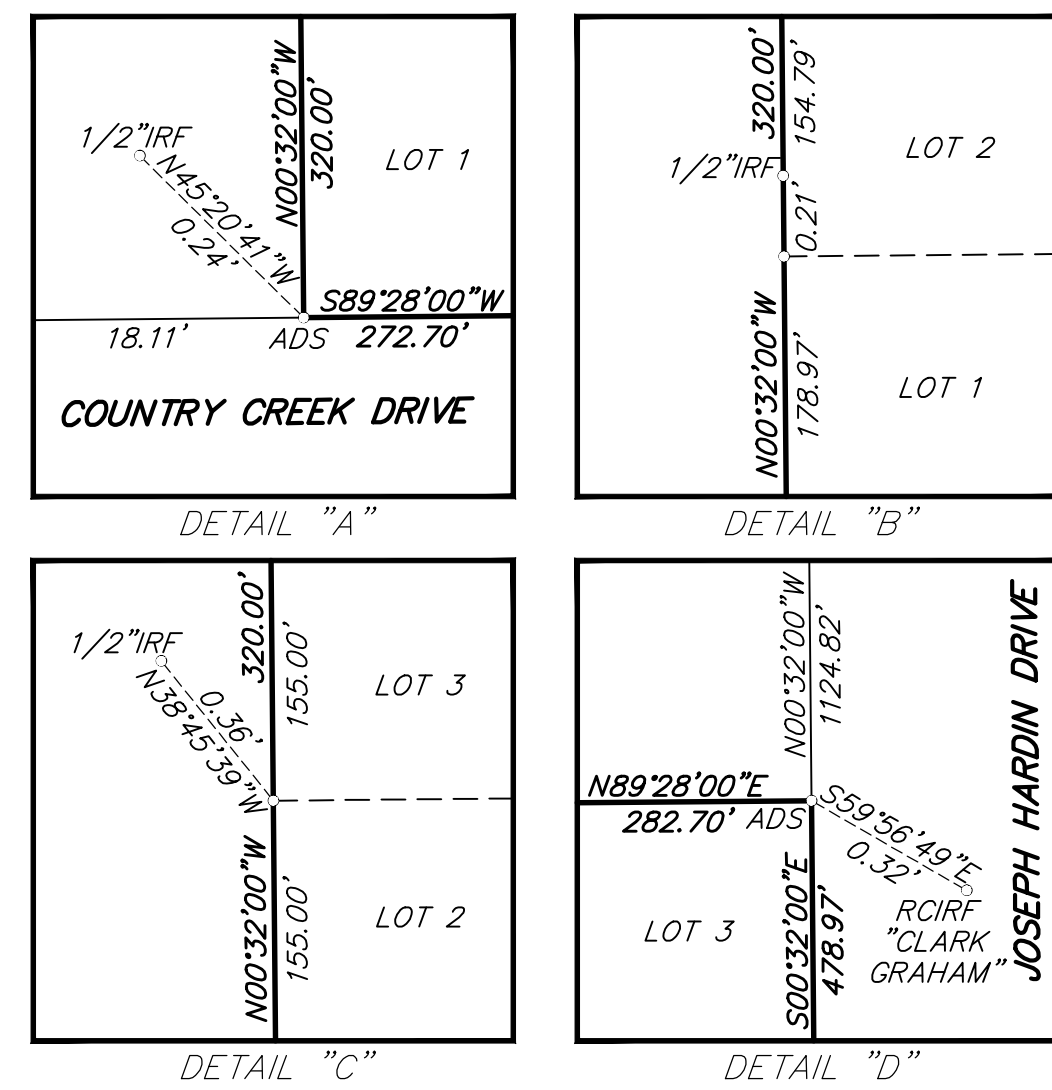 N00°32'00"W
320.00'
1/2"IRF
N45°20'41"W
0.24'
LOT 1
S89°28'00"W
18.11'
ADS
272.70'
COUNTRY CREEK DRIVE
DETAIL "A"
320.00'
154.79'
LOT 2
1/2"IRF
0.21'
N00°32'00"W
178.97'
LOT 1
DETAIL "B"
320.00'
155.00'
1/2"IRF
0.36'
N38°45'39"W
LOT 3
N00°32'00"W
155.00'
LOT 2
DETAIL "C"
N00°32'00"W
1124.82'
JOSEPH HARDIN DRIVE
N89°28'00"E
282.70'
ADS
S59°56'49"E
0.32'
S00°32'00"E
478.97'
LOT 3
RCIRF
"CLARK
GRAHAM"
DETAIL "D"